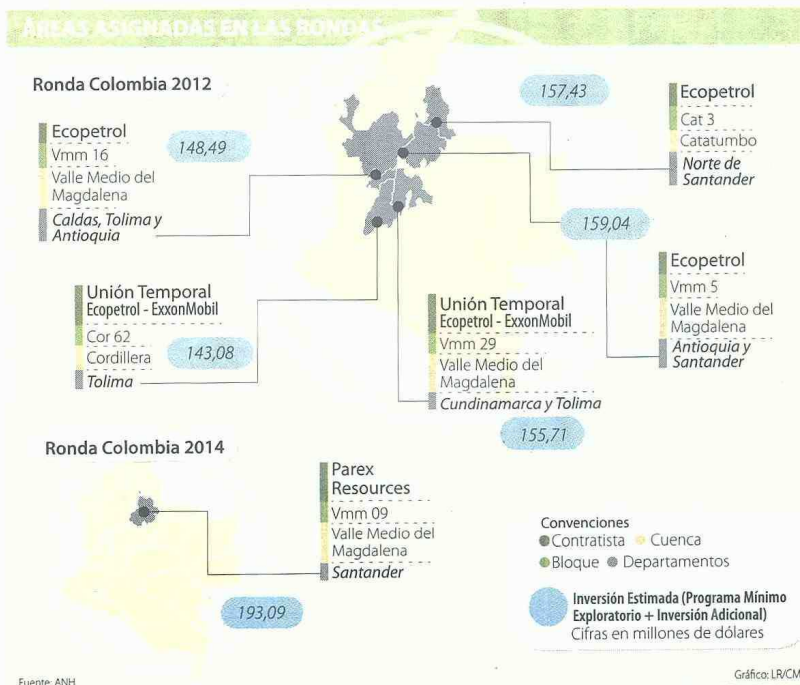 ÁREAS ASIGNADAS EN LAS RONDAS
Ronda Colombia 2012
Ecopetrol
Vmm 16
Valle Medio del
Magdalena
Caldas, Tolima y
Antioquia
148,49
157,43
Ecopetrol
Cat 3
Catatumbo
Norte de
Santander
159,04
Ecopetrol
Vmm 5
Valle Medio del
Magdalena
Antioquia y
Santander
Unión Temporal
Ecopetrol - ExxonMobil
Cor 62
Cordillera
Tolima
143,08
Unión Temporal
Ecopetrol - ExxonMobil
Vmm 29
Valle Medio del
Magdalena
Cundinamarca y Tolima
155,71
Ronda Colombia 2014
Parex
Resources
Vmm 09
Valle Medio del
Magdalena
Santander
193,09
Convenciones
Contratista Cuenca
Bloque Departamentos
Inversión Estimada (Programa Mínimo
Exploratorio + Inversión Adicional)
Cifras en millones de dólares
Fuente: ANH
Gráfico: LR/CM